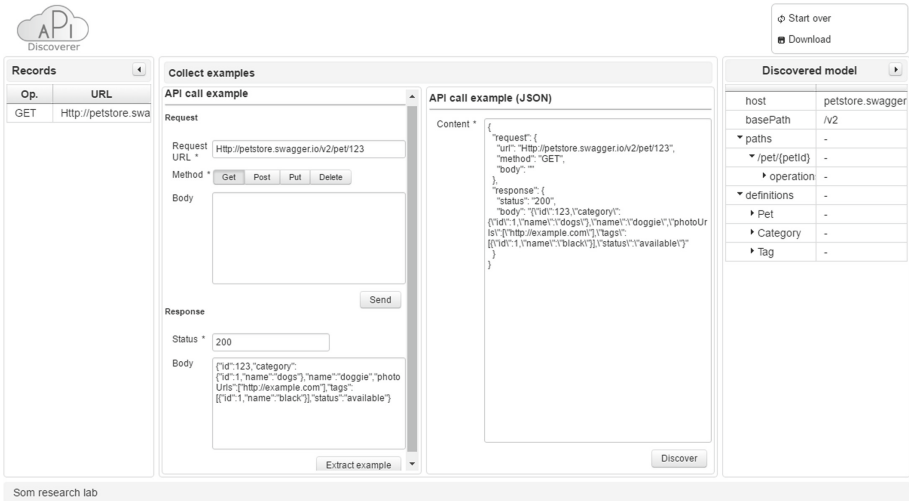 API
Discoverer
Start over
Download
Records
Op. URL
GET Http://petstore.swa
Collect examples
API call example
Request
Request URL * Http://petstore.swagger.io/v2/pet/123
Method * Get Post Put Delete
Body
Send
Response
Status * 200
Body
{"id":123,"category":
{"id":1,"name":"dogs"},"name":"doggie","photo
Urls":["http://example.com"],"tags":
[{"id":1,"name":"black"}],"status":"available"}
Extract example
API call example (JSON)
Content *
{
"request": {
"url": "Http://petstore.swagger.io/v2/pet/123",
"method": "GET",
"body": ""
},
"response": {
"status": "200",
"body": "{\"id\":123,\"category\":
{\"id\":1,\"name\":\"dogs\"},\"name\":\"doggie\",\"photoUr
ls\":[\"http://example.com\"],\"tags\":
[{\"id\":1,\"name\":\"black\"}],\"status\":\"available\"}"
}
}
Discover
Discovered model
host petstore.swagger
basePath /v2
paths -
/pet/{petId} -
operation -
definitions -
Pet -
Category -
Tag -
Som research lab